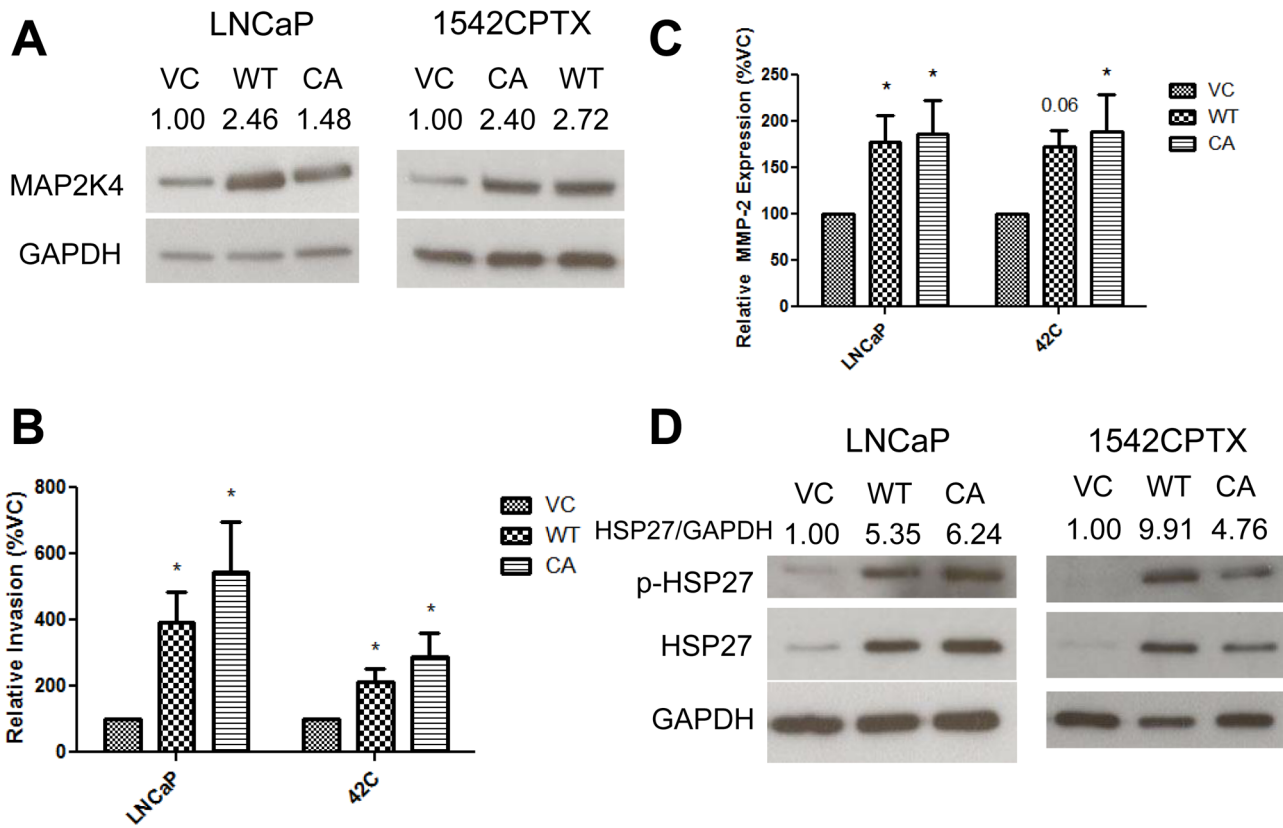 A
LNCaP
1542CPTX
VC WT CA
VC CA WT
1.00 2.46 1.48
1.00 2.40 2.72
MAP2K4
GAPDH
B
Relative Invasion (%VC)
800
600
400
200
0
*
*
*
*
LNCaP
42C
VC
WT
CA
C
Relative MMP-2 Expression (%VC)
250
200
150
100
50
0
*
*
0.06
*
LNCaP
42C
VC
WT
CA
D
LNCaP
1542CPTX
VC WT CA
VC WT CA
HSP27/GAPDH 1.00 5.35 6.24
1.00 9.91 4.76
p-HSP27
HSP27
GAPDH